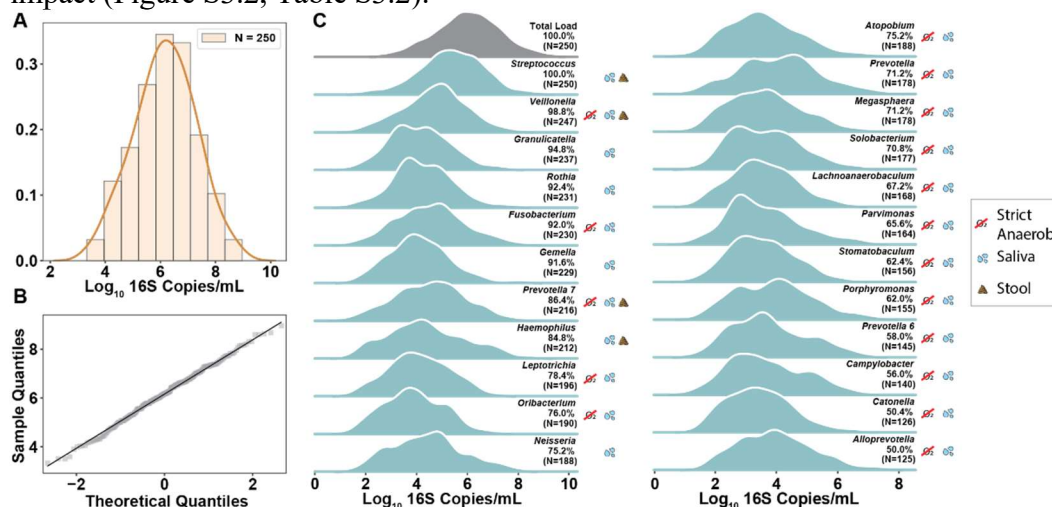 impact (Figure S3.2, Table S3.2).
A
N = 250
0.3
0.2
0.1
0.0
2 4 6 8 10
Log10 16S Copies/mL
B
Sample Quantiles
8
6
4
−2 0 2
Theoretical Quantiles
C
Total Load
100.0%
(N=250)
Streptococcus
100.0%
(N=250)
Veillonella
98.8%
(N=247)
Granulicatella
94.8%
(N=237)
Rothia
92.4%
(N=231)
Fusobacterium
92.0%
(N=230)
Gemella
91.6%
(N=229)
Prevotella 7
86.4%
(N=216)
Haemophilus
84.8%
(N=212)
Leptotrichia
78.4%
(N=196)
Oribacterium
76.0%
(N=190)
Neisseria
75.2%
(N=188)
0 2 4 6 8 10
Log10 16S Copies/mL
Atopobium
75.2%
(N=188)
Prevotella
71.2%
(N=178)
Megasphaera
71.2%
(N=178)
Solobacterium
70.8%
(N=177)
Lachnoanaerobaculum
67.2%
(N=168)
Parvimonas
65.6%
(N=164)
Stomatobaculum
62.4%
(N=156)
Porphyromonas
62.0%
(N=155)
Prevotella 6
58.0%
(N=145)
Campylobacter
56.0%
(N=140)
Catonella
50.4%
(N=126)
Alloprevotella
50.0%
(N=125)
0 2 4 6 8
Log10 16S Copies/mL
O2 Strict
Anaerob
Saliva
Stool